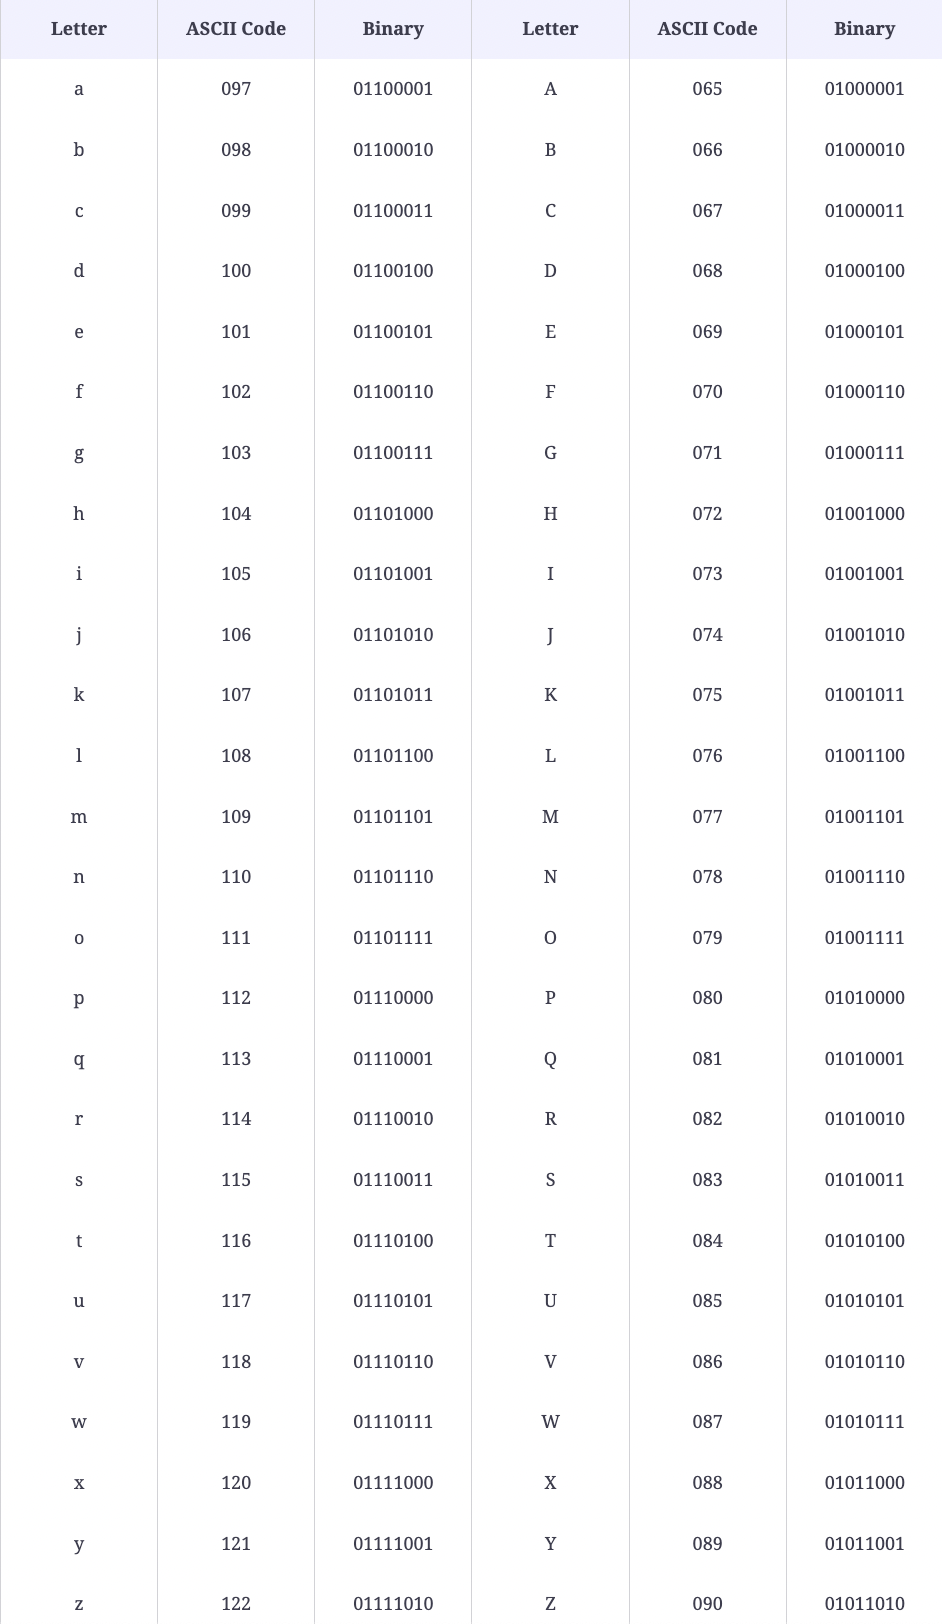 Letter ASCII Code Binary Letter ASCII Code Binary
a 097 01100001 A 065 01000001
b 098 01100010 B 066 01000010
c 099 01100011 C 067 01000011
d 100 01100100 D 068 01000100
e 101 01100101 E 069 01000101
f 102 01100110 F 070 01000110
g 103 01100111 G 071 01000111
h 104 01101000 H 072 01001000
i 105 01101001 I 073 01001001
j 106 01101010 J 074 01001010
k 107 01101011 K 075 01001011
l 108 01101100 L 076 01001100
m 109 01101101 M 077 01001101
n 110 01101110 N 078 01001110
o 111 01101111 O 079 01001111
p 112 01110000 P 080 01010000
q 113 01110001 Q 081 01010001
r 114 01110010 R 082 01010010
s 115 01110011 S 083 01010011
t 116 01110100 T 084 01010100
u 117 01110101 U 085 01010101
v 118 01110110 V 086 01010110
w 119 01110111 W 087 01010111
x 120 01111000 X 088 01011000
y 121 01111001 Y 089 01011001
z 122 01111010 Z 090 01011010